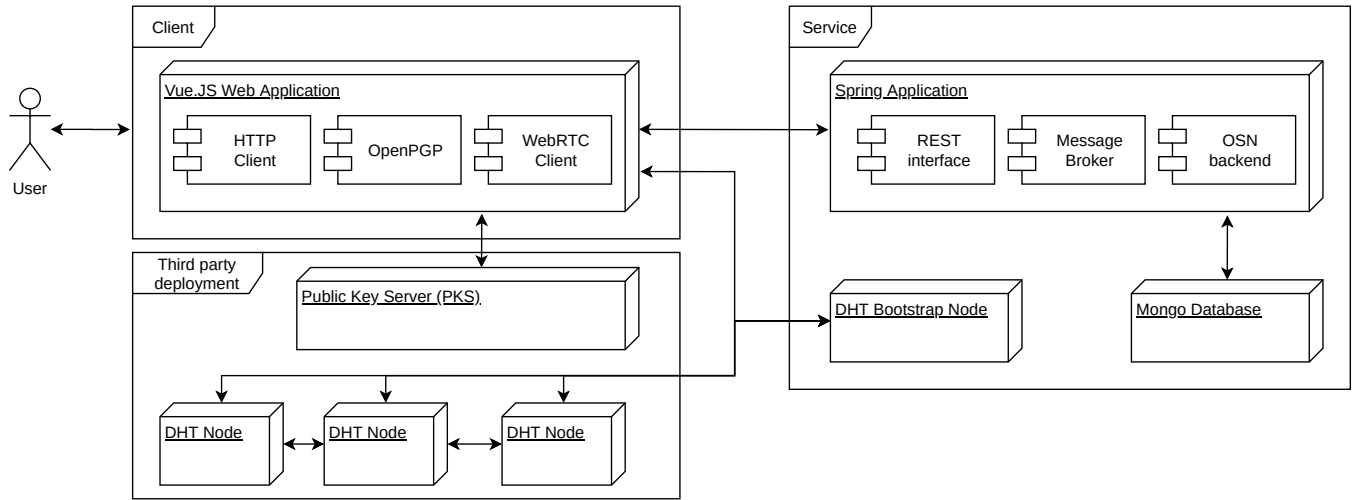 Client
Service
Vue.JS Web Application
Spring Application
HTTP
Client
OpenPGP
WebRTC
Client
REST
interface
Message
Broker
OSN
backend
User
Third party
deployment
Public Key Server (PKS)
DHT Bootstrap Node
Mongo Database
DHT Node
DHT Node
DHT Node